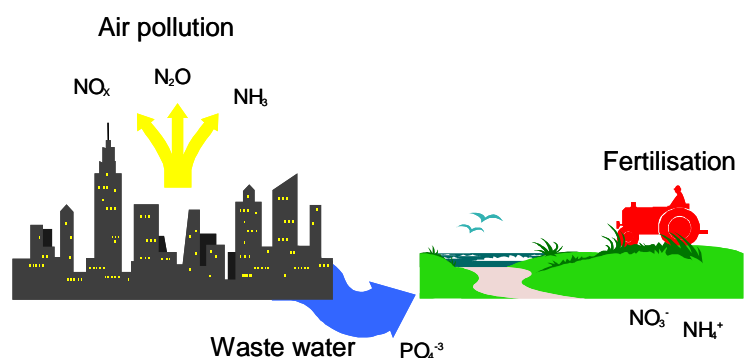 Air pollution
N₂O
NOₓ
NH₃
Fertilisation
NO₃⁻
NH₄⁺
Waste water
PO₄⁻³